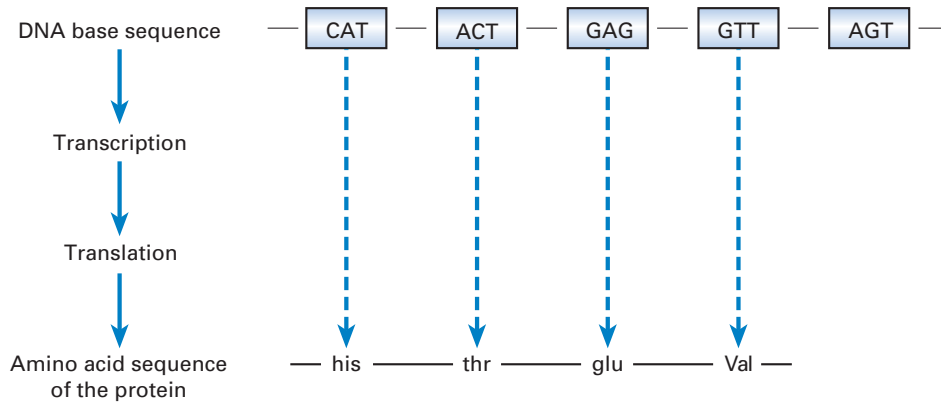 DNA base sequence
CAT ACT GAG GTT AGT
Transcription
Translation
Amino acid sequence
of the protein
his thr glu Val